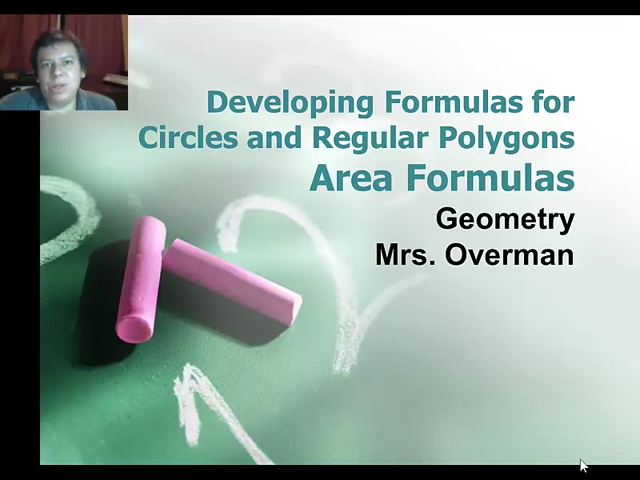 Developing Formulas for
Circles and Regular Polygons
Area Formulas
Geometry
Mrs. Overman